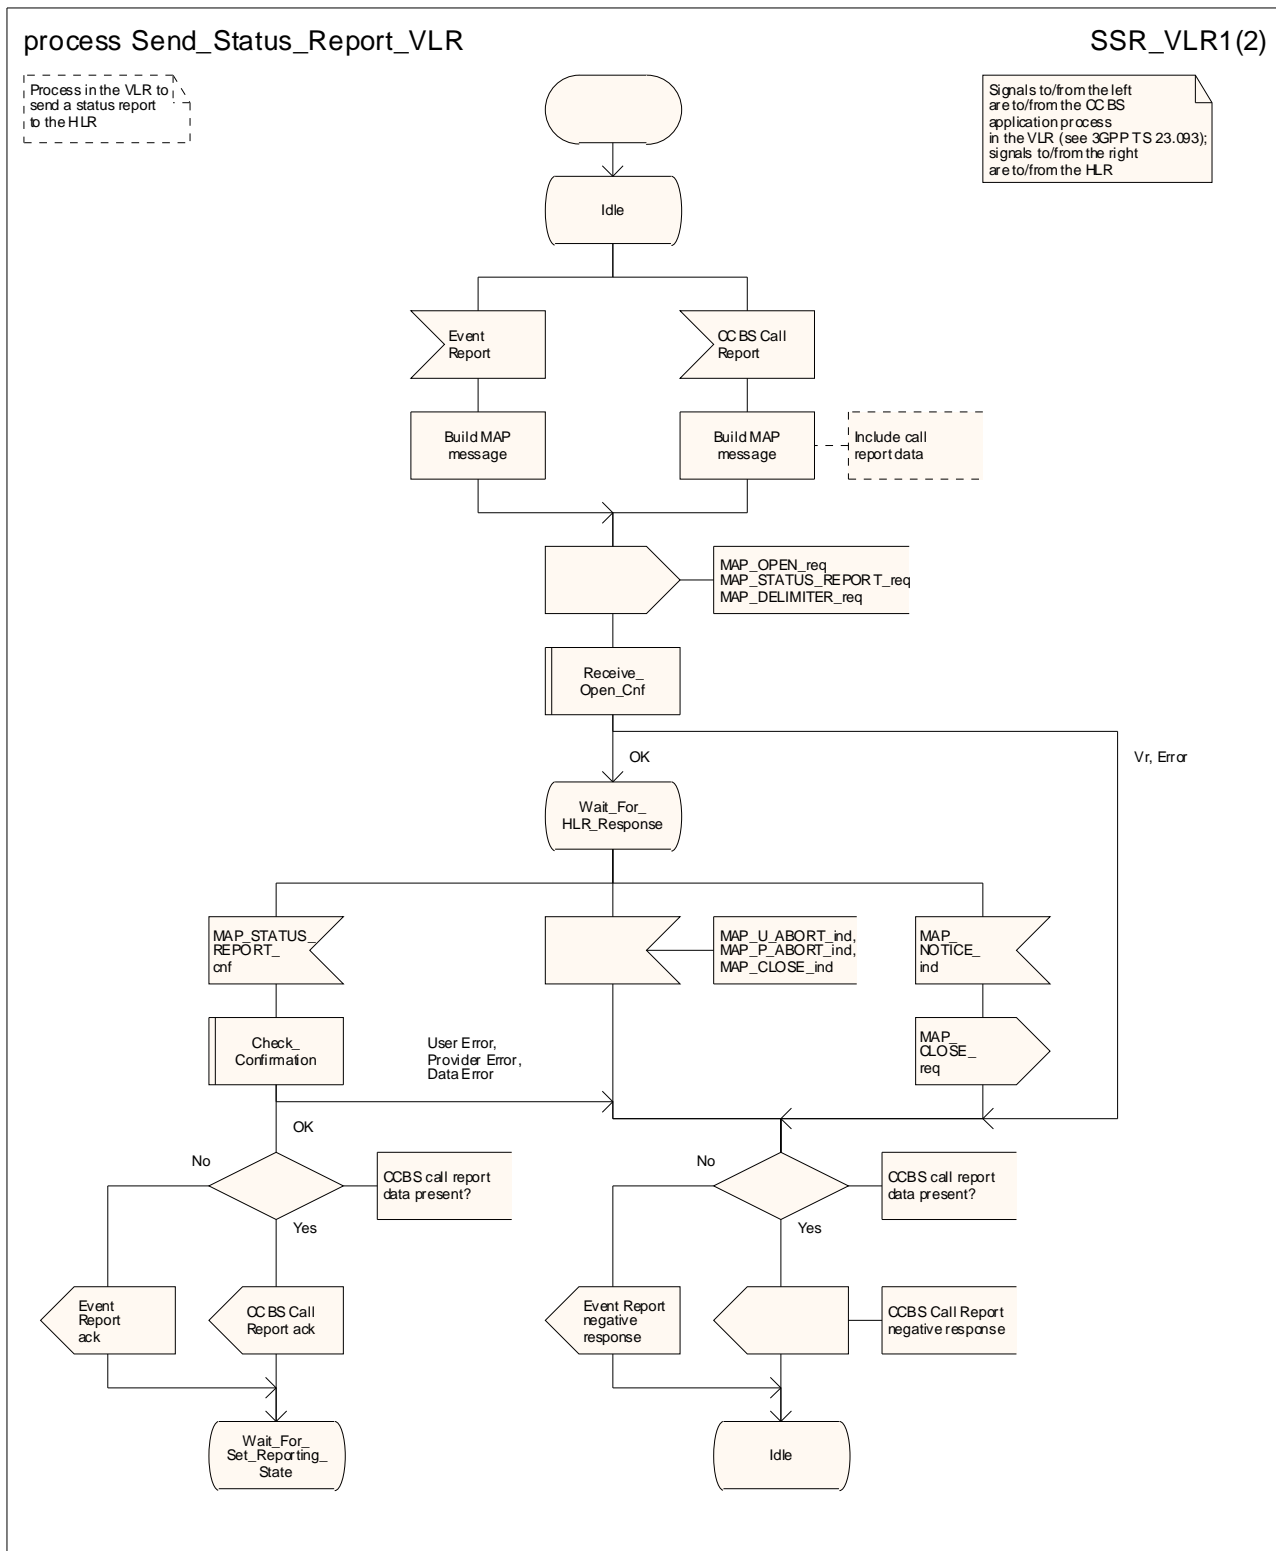 process Send_Status_Report_VLR
SSR_VLR1(2)
Process in the VLR to
send a status report
to the HLR
Signals to/from the left
are to/from the CCBS
application process
in the VLR (see 3GPP TS 23.093);
signals to/from the right
are to/from the HLR
Idle
Event
Report
CCBS Call
Report
Build MAP
message
Build MAP
message
Include call
report data
MAP_OPEN_req
MAP_STATUS_REPORT_req
MAP_DELIMITER_req
Receive_
Open_Cnf
OK
Vr, Error
Wait_For_
HLR_Response
MAP_STATUS_
REPORT_
cnf
MAP_U_ABORT_ind,
MAP_P_ABORT_ind,
MAP_CLOSE_ind
MAP_
NOTICE_
ind
Check_
Confirmation
User Error,
Provider Error,
Data Error
MAP_
CLOSE_
req
OK
No
CCBS call report
data present?
Yes
No
CCBS call report
data present?
Yes
Event
Report
ack
CCBS Call
Report ack
Event Report
negative
response
CCBS Call Report
negative response
Wait_For_
Set_Reporting_
State
Idle